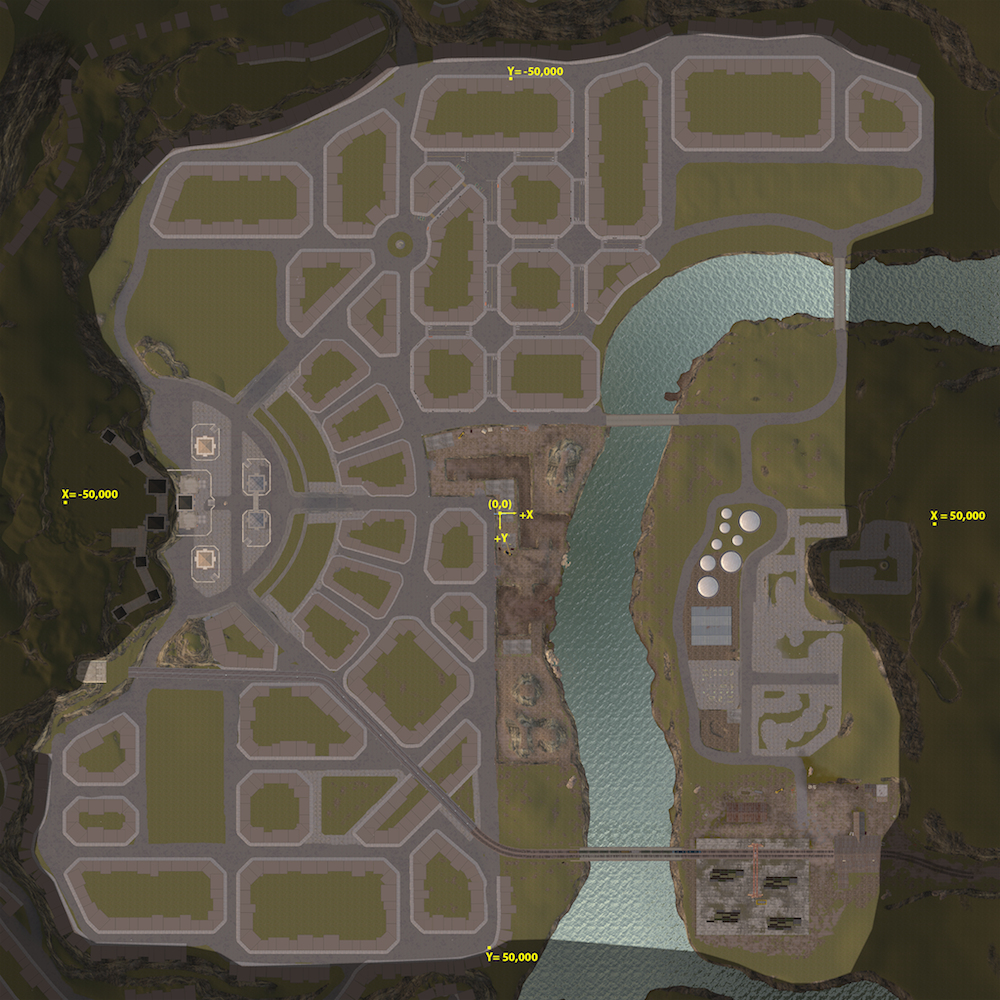 Y= -50,000
X= -50,000
(0,0)
+X
+Y
X = 50,000
Y= 50,000